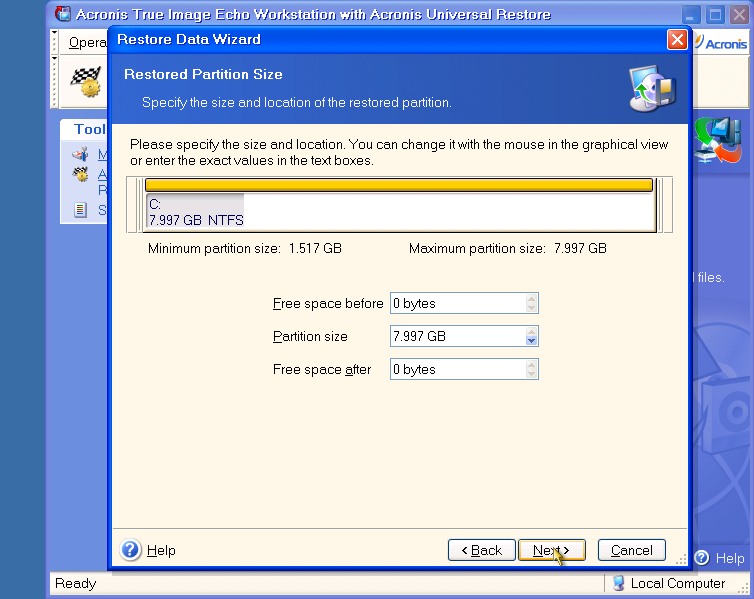 Acronis True Image Echo Workstation with Acronis Universal Restore
Opera
Acronis
Restore Data Wizard
Restored Partition Size
Specify the size and location of the restored partition.
Tool
M
A
R
S
Please specify the size and location. You can change it with the mouse in the graphical view
or enter the exact values in the text boxes.
C:
7.997 GB NTFS
Minimum partition size: 1.517 GB Maximum partition size: 7.997 GB
l files.
Free space before 0 bytes
Partition size 7.997 GB
Free space after 0 bytes
Help < Back Next > Cancel
Help
Ready Local Computer